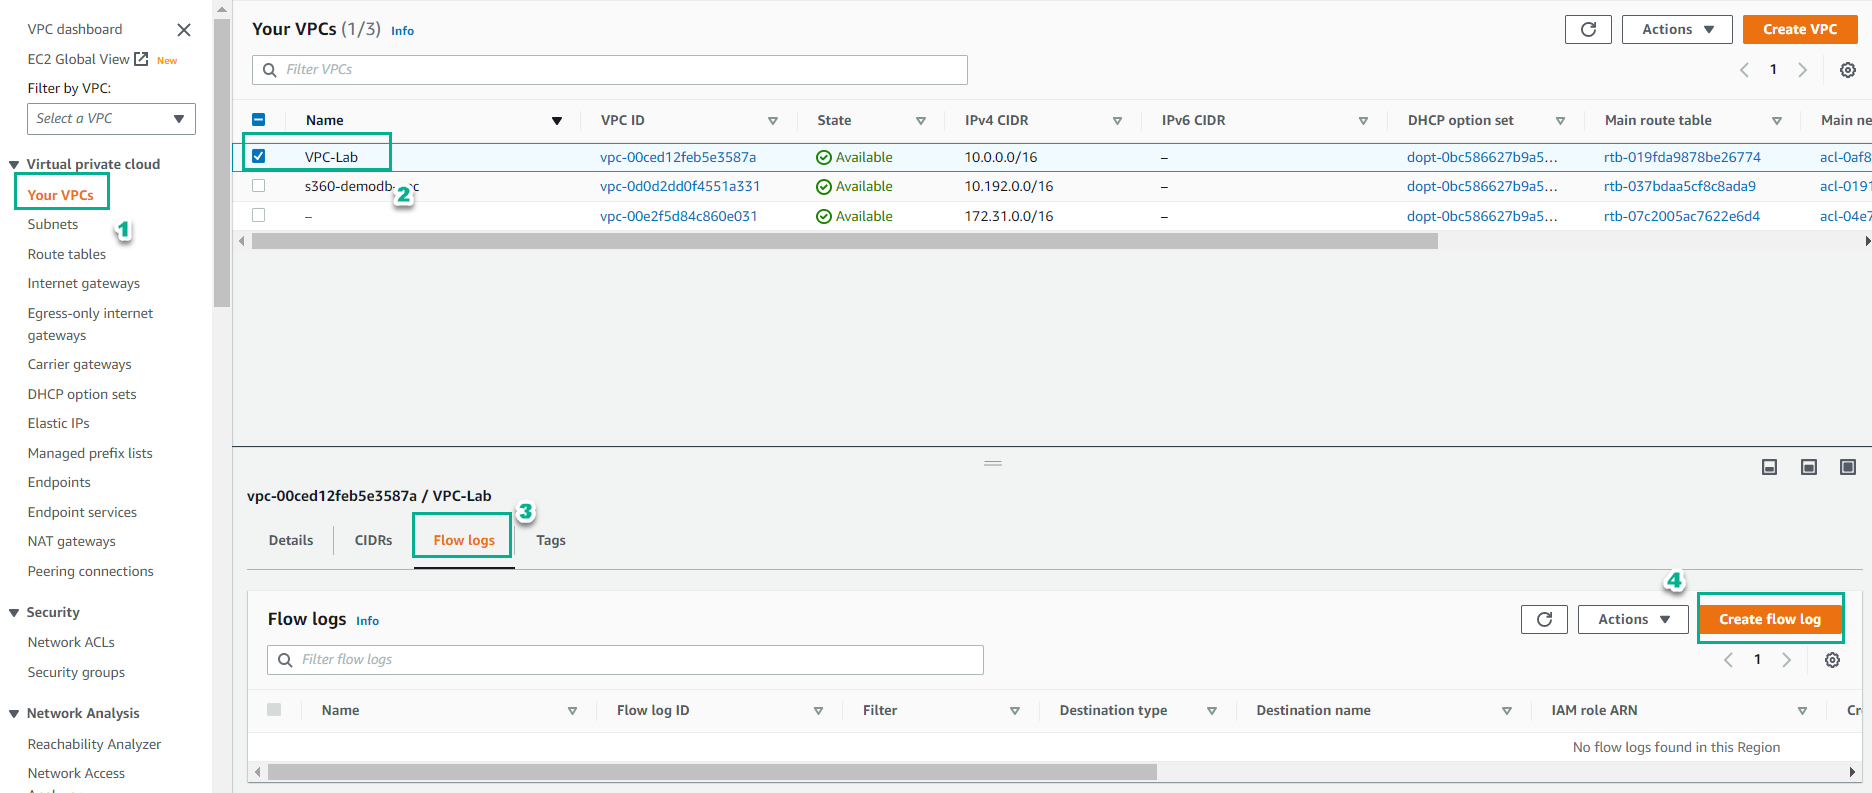 VPC dashboard
EC2 Global View New
Filter by VPC:
Select a VPC
Virtual private cloud
Your VPCs
1
Subnets
Route tables
Internet gateways
Egress-only internet
gateways
Carrier gateways
DHCP option sets
Elastic IPs
Managed prefix lists
Endpoints
Endpoint services
NAT gateways
Peering connections
Security
Network ACLs
Security groups
Network Analysis
Reachability Analyzer
Network Access
Your VPCs (1/3) Info
Actions
Create VPC
Filter VPCs
1
Name VPC ID State IPv4 CIDR IPv6 CIDR DHCP option set Main route table Main ne
VPC-Lab vpc-00ced12feb5e3587a Available 10.0.0.0/16 – dopt-0bc586627b9a5... rtb-019fda9878be26774 acl-0af8
s360-demodb- c vpc-0d0d2dd0f4551a331 Available 10.192.0.0/16 – dopt-0bc586627b9a5... rtb-037bdaa5cf8c8ada9 acl-0191
2
– vpc-00e2f5d84c860e031 Available 172.31.0.0/16 – dopt-0bc586627b9a5... rtb-07c2005ac7622e6d4 acl-04e7
vpc-00ced12feb5e3587a / VPC-Lab
3
Details CIDRs Flow logs Tags
4
Flow logs Info
Actions
Create flow log
Filter flow logs
1
Name Flow log ID Filter Destination type Destination name IAM role ARN Cr
No flow logs found in this Region